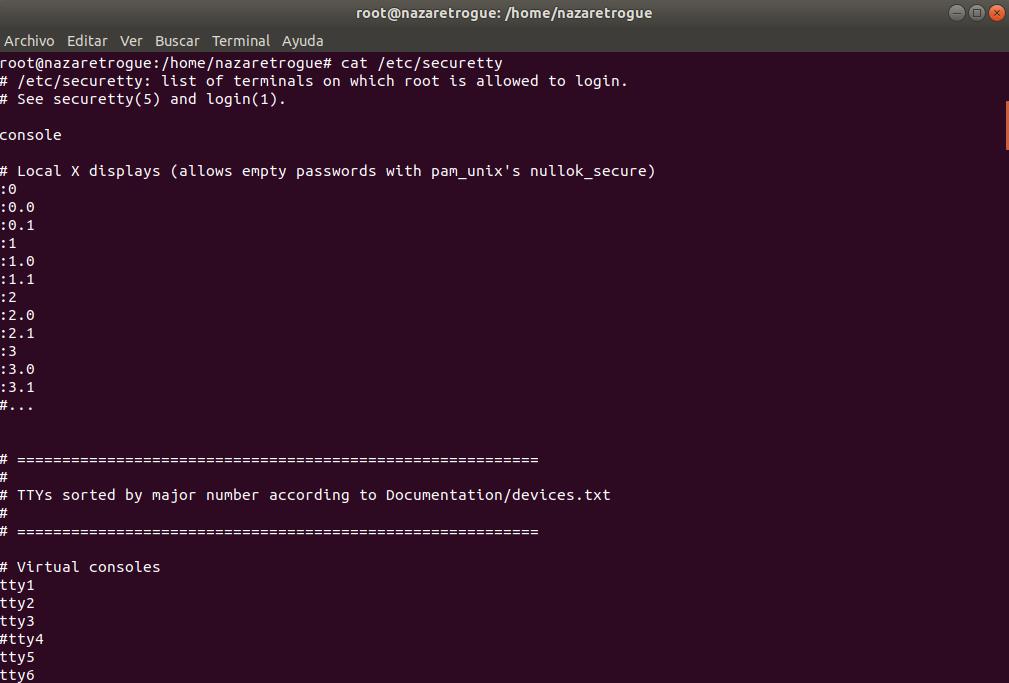 root@nazaretrogue: /home/nazaretrogue
Archivo Editar Ver Buscar Terminal Ayuda
root@nazaretrogue:/home/nazaretrogue# cat /etc/securetty
# /etc/securetty: list of terminals on which root is allowed to login.
# See securetty(5) and login(1).
console
# Local X displays (allows empty passwords with pam_unix's nullok_secure)
:0
:0.0
:0.1
:1
:1.0
:1.1
:2
:2.0
:2.1
:3
:3.0
:3.1
#...
# ==========================================================
#
# TTYs sorted by major number according to Documentation/devices.txt
#
# ==========================================================
# Virtual consoles
tty1
tty2
tty3
#tty4
tty5
tty6